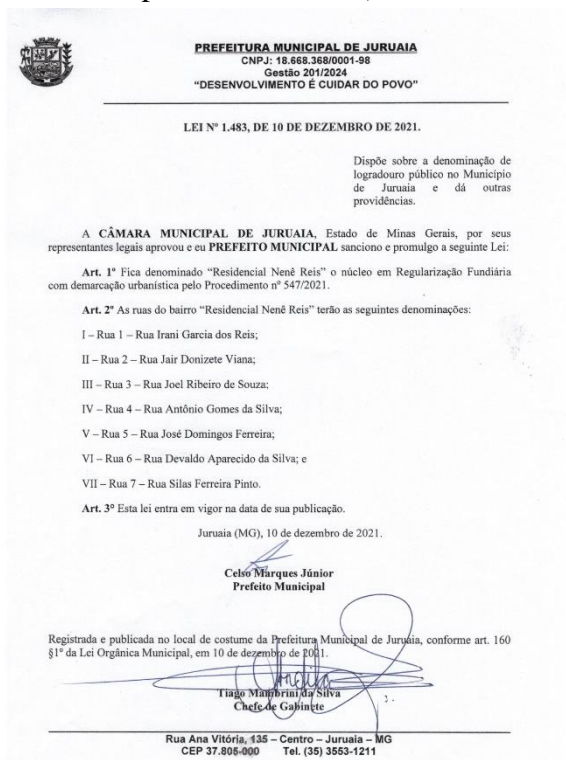 PREFEITURA MUNICIPAL DE JURUAIA
CNPJ: 18.668.368/0001-98
Gestão 201/2024
“DESENVOLVIMENTO É CUIDAR DO POVO”
LEI Nº 1.483, DE 10 DE DEZEMBRO DE 2021.
Dispõe sobre a denominação de
logradouro público no Município
de Juruaia e dá outras
providências.
A CÂMARA MUNICIPAL DE JURUAIA, Estado de Minas Gerais, por seus
representantes legais aprovou e eu PREFEITO MUNICIPAL sanciono e promulgo a seguinte Lei:
Art. 1º Fica denominado “Residencial Nenê Reis” o núcleo em Regularização Fundiária
com demarcação urbanística pelo Procedimento nº 547/2021.
Art. 2º As ruas do bairro “Residencial Nenê Reis” terão as seguintes denominações:
I – Rua 1 – Rua Irani Garcia dos Reis;
II – Rua 2 – Rua Jair Donizete Viana;
III – Rua 3 – Rua Joel Ribeiro de Souza;
IV – Rua 4 – Rua Antônio Gomes da Silva;
V – Rua 5 – Rua José Domingos Ferreira;
VI – Rua 6 – Rua Devaldo Aparecido da Silva; e
VII – Rua 7 – Rua Silas Ferreira Pinto.
Art. 3º Esta lei entra em vigor na data de sua publicação.
Juruaia (MG), 10 de dezembro de 2021.
Celso Marques Júnior
Prefeito Municipal
Registrada e publicada no local de costume da Prefeitura Municipal de Juruaia, conforme art. 160
§1º da Lei Orgânica Municipal, em 10 de dezembro de 2021.
Tiago Mambrini da Silva
Chefe de Gabinete
Rua Ana Vitória, 135 – Centro – Juruaia – MG
CEP 37.805-000 Tel. (35) 3553-1211